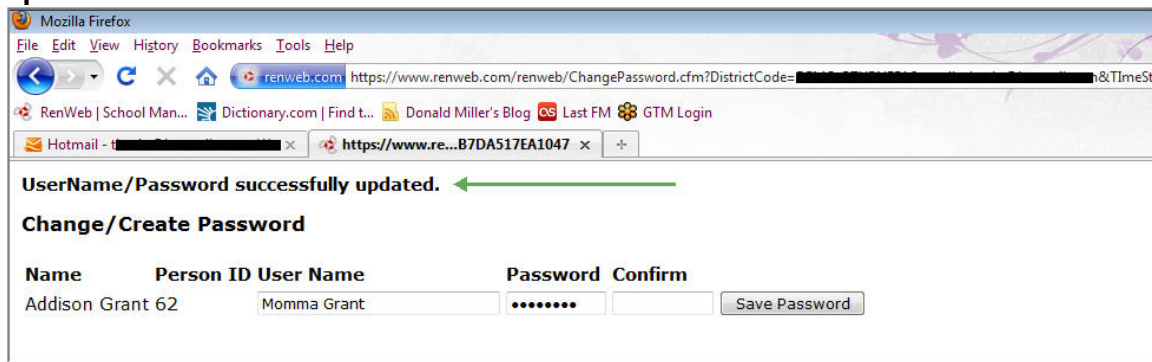 Mozilla Firefox
File Edit View History Bookmarks Tools Help
renweb.com https://www.renweb.com/renweb/ChangePassword.cfm?DistrictCode= n&TImeSt
RenWeb | School Man... Dictionary.com | Find t... Donald Miller's Blog Last FM GTM Login
Hotmail - t https://www.re...B7DA517EA1047
UserName/Password successfully updated.
Change/Create Password
Name Person ID User Name Password Confirm
Addison Grant 62 Momma Grant •••••••• Save Password